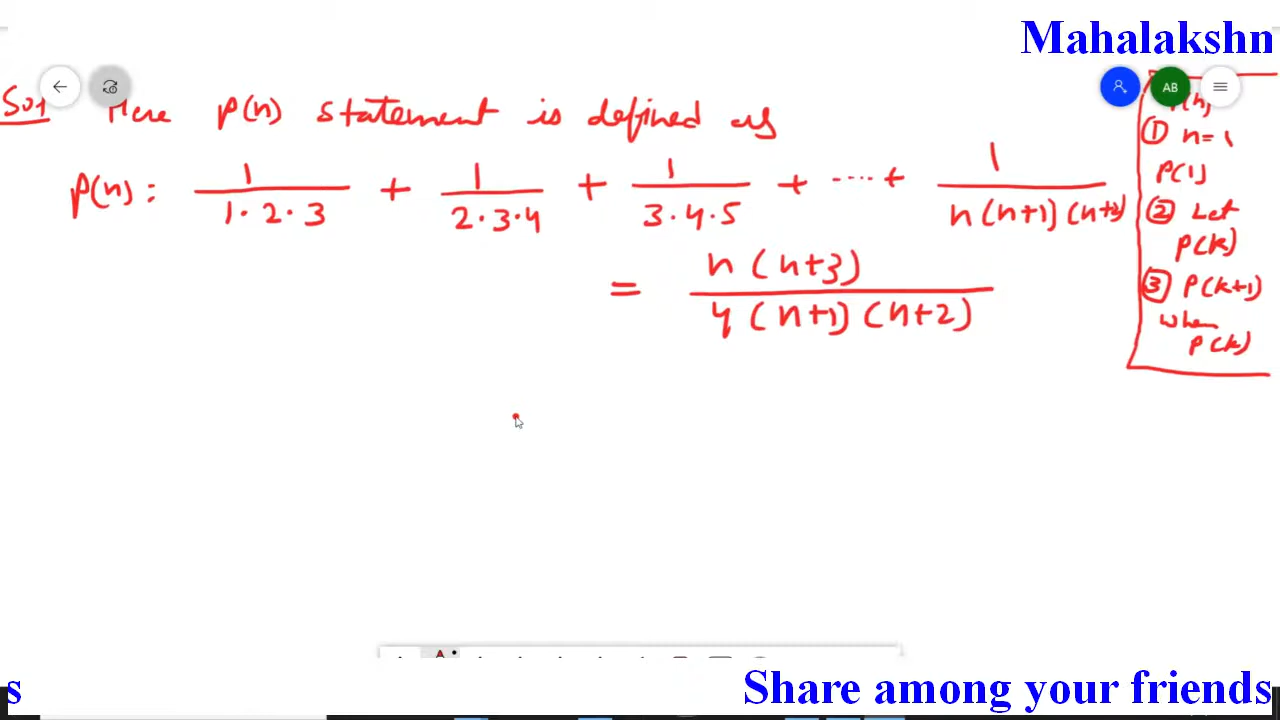 Mahalakshn
Sol Here P(n) statement is defined as
P(n): 1/(1·2·3) + 1/(2·3·4) + 1/(3·4·5) + ····+ 1/(n(n+1)(n+2))
= n(n+3)/(4(n+1)(n+2))
AB
① n=1
P(1)
② Let
P(k)
③ P(k+1)
when
P(k)
s
Share among your friends